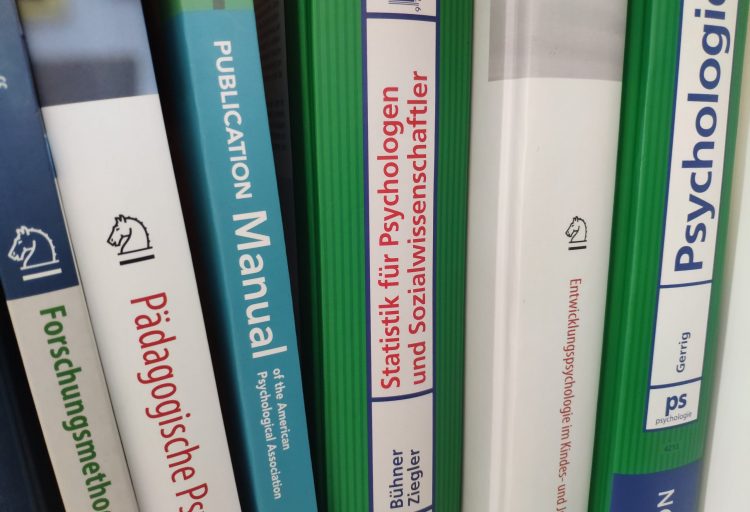 Forschungsmetho
Pädagogische Ps
PUBLICATION
Manual
of the American
Psychological Association
Statistik für Psychologen
und Sozialwissenschaftler
Bühner
Ziegler
Entwicklungspsychologie im Kindes- und J
Psychologie
Gerrig
ps
psychologie